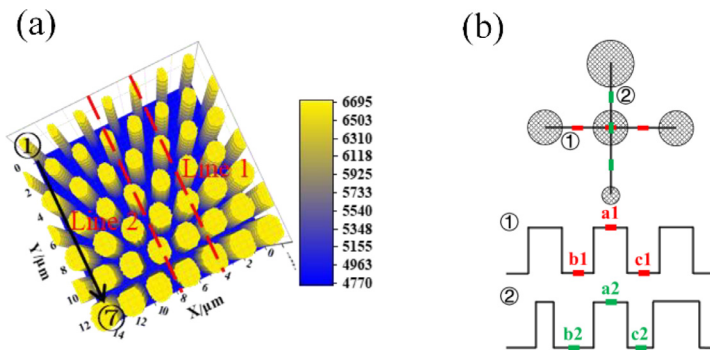 (a)
(b)
①
⑦
Line 1
Line 2
0
2
4
6
8
10
12
Y/μm
14
12
10
8
6
4
2
0
X/μm
6695
6503
6310
6118
5925
5733
5540
5348
5155
4963
4770
②
①
①
a1
b1
c1
②
a2
b2
c2